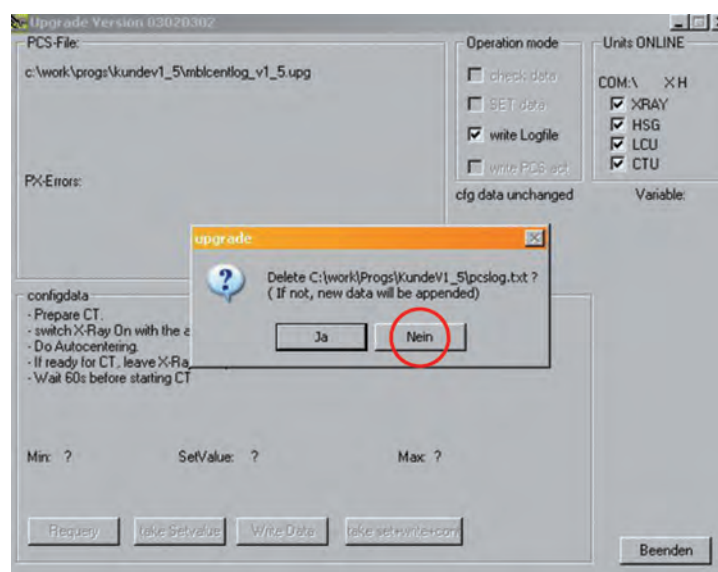 Upgrade Version 03020302
PCS-File:
c:\work\progs\kundev1_5\mblcentlog_v1_5.upg
PX-Errors:
Operation mode
check data
SET data
write Logfile
write PCS-act
cfg data unchanged
Units ONLINE
COM:\ XH
XRAY
HSG
LCU
CTU
Variable:
upgrade
Delete C:\work\Progs\KundeV1_5\pcslog.txt ?
( If not, new data will be appended)
Ja
Nein
configdata
- Prepare CT.
- switch X-Ray On with the
- Do Autocentering.
- If ready for CT, leave X-Ra
- Wait 60s before starting CT
Min: ?
SetValue: ?
Max: ?
Requery
take Setvalue
Write Data
take set+write+con
Beenden